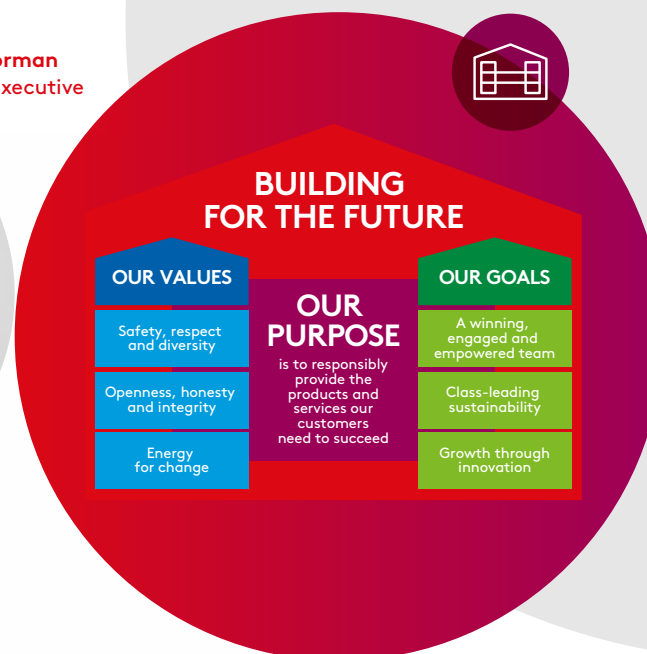 orman
xecutive
BUILDING
FOR THE FUTURE
OUR VALUES
Safety, respect
and diversity
Openness, honesty
and integrity
Energy
for change
OUR
PURPOSE
is to responsibly
provide the
products and
services our
customers
need to succeed
OUR GOALS
A winning,
engaged and
empowered team
Class-leading
sustainability
Growth through
innovation